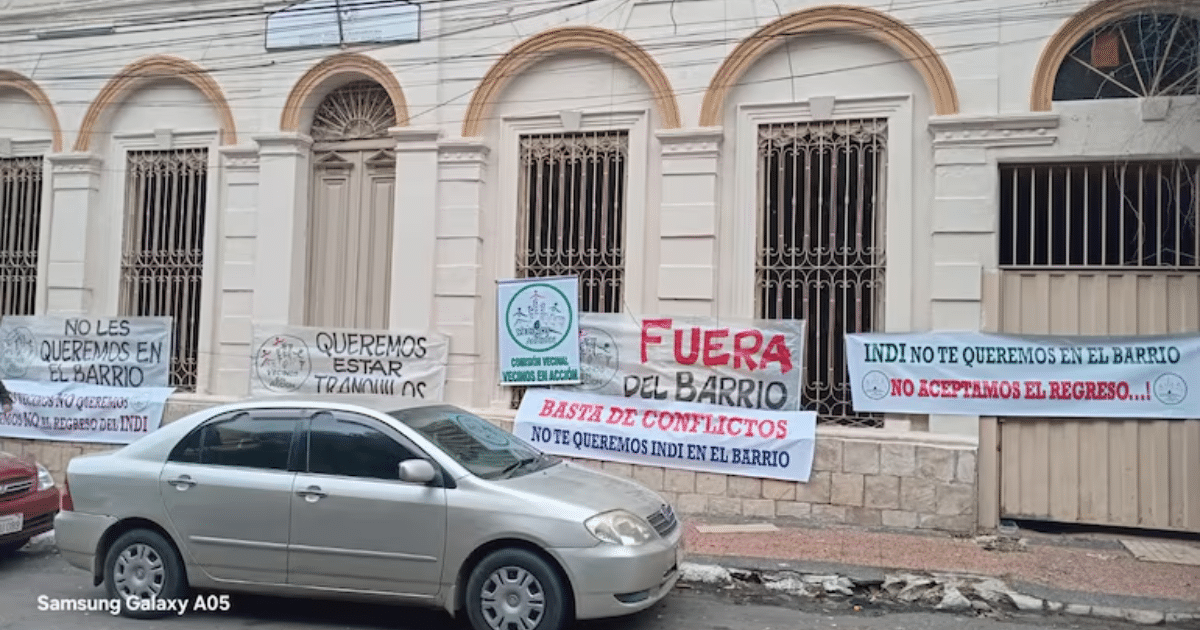 NO LES
QUEREMOS EN
EL BARRIO
VECINOS NO QUEREMOS
EL REGRESO DEL INDI
QUEREMOS
ESTAR
TRANQUILOS
COMISIÓN VECINAL
VECINOS EN ACCIÓN
FUERA
DEL BARRIO
BASTA DE CONFLICTOS
NO TE QUEREMOS INDI EN EL BARRIO
INDI NO TE QUEREMOS EN EL BARRIO
NO ACEPTAMOS EL REGRESO...!
Samsung Galaxy A05